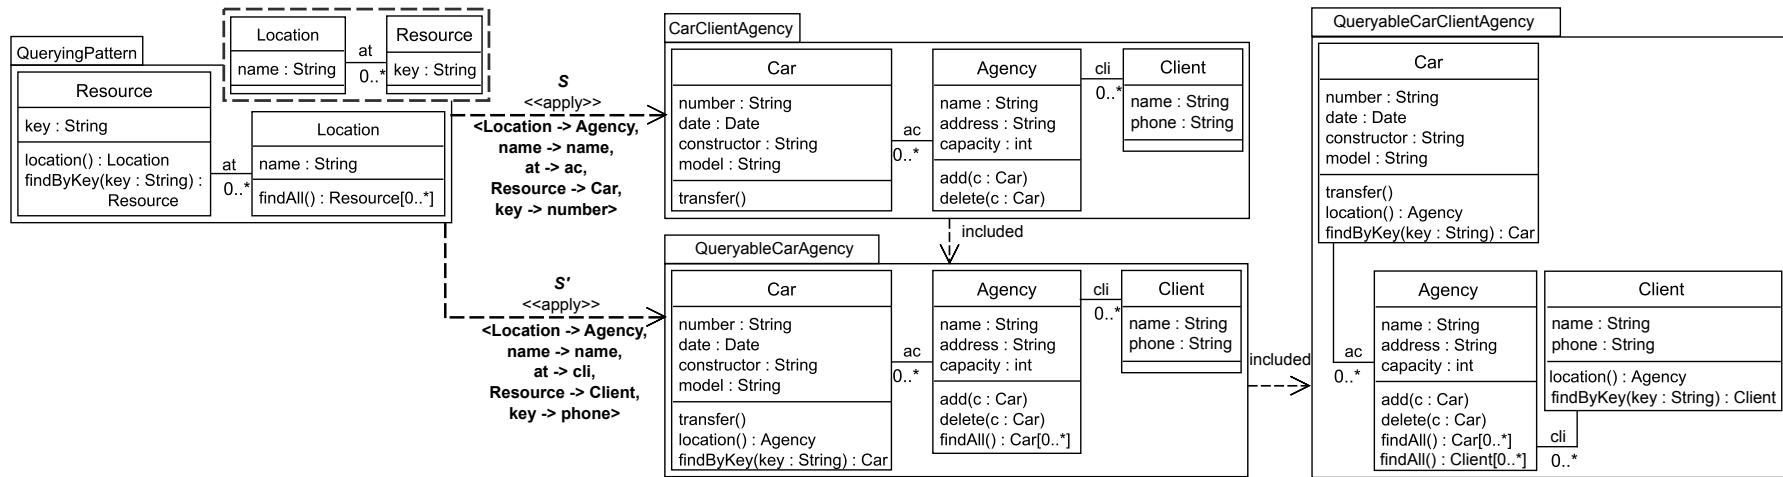 QueryingPattern
Location
name : String
at
0..*
Resource
key : String
Resource
key : String
location() : Location
findByKey(key : String) :
Resource
at
0..*
Location
name : String
findAll() : Resource[0..*]
S
<<apply>>
<Location -> Agency,
name -> name,
at -> ac,
Resource -> Car,
key -> number>
S'
<<apply>>
<Location -> Agency,
name -> name,
at -> cli,
Resource -> Client,
key -> phone>
CarClientAgency
Car
number : String
date : Date
constructor : String
model : String
transfer()
ac
0..*
Agency
name : String
address : String
capacity : int
add(c : Car)
delete(c : Car)
cli
0..*
Client
name : String
phone : String
included
QueryableCarAgency
Car
number : String
date : Date
constructor : String
model : String
transfer()
location() : Agency
findByKey(key : String) : Car
ac
0..*
Agency
name : String
address : String
capacity : int
add(c : Car)
delete(c : Car)
findAll() : Car[0..*]
cli
0..*
Client
name : String
phone : String
included
QueryableCarClientAgency
Car
number : String
date : Date
constructor : String
model : String
transfer()
location() : Agency
findByKey(key : String) : Car
ac
0..*
Agency
name : String
address : String
capacity : int
add(c : Car)
delete(c : Car)
findAll() : Car[0..*]
findAll() : Client[0..*]
Client
name : String
phone : String
location() : Agency
findByKey(key : String) : Client
cli
0..*